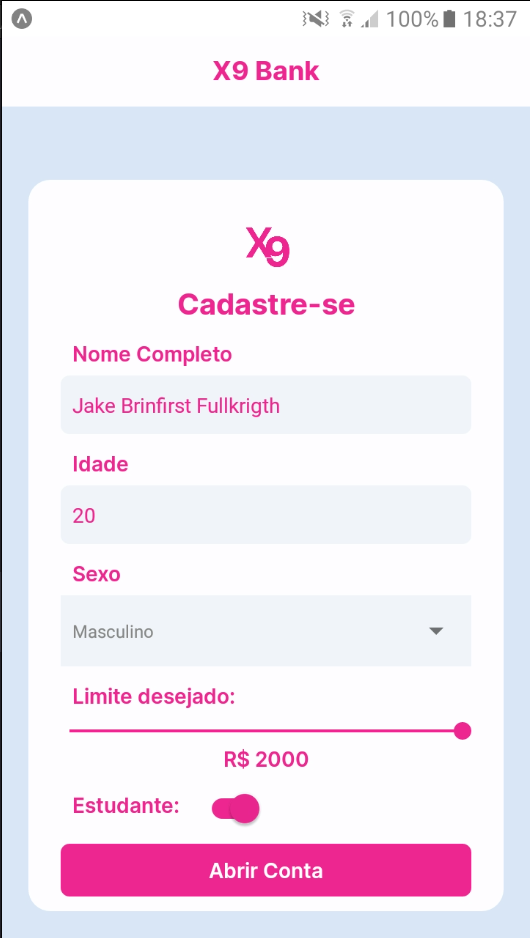 100% 18:37
X9 Bank
X9
Cadastre-se
Nome Completo
Jake Brinfirst Fullkrigth
Idade
20
Sexo
Masculino
Limite desejado:
R$ 2000
Estudante:
Abrir Conta